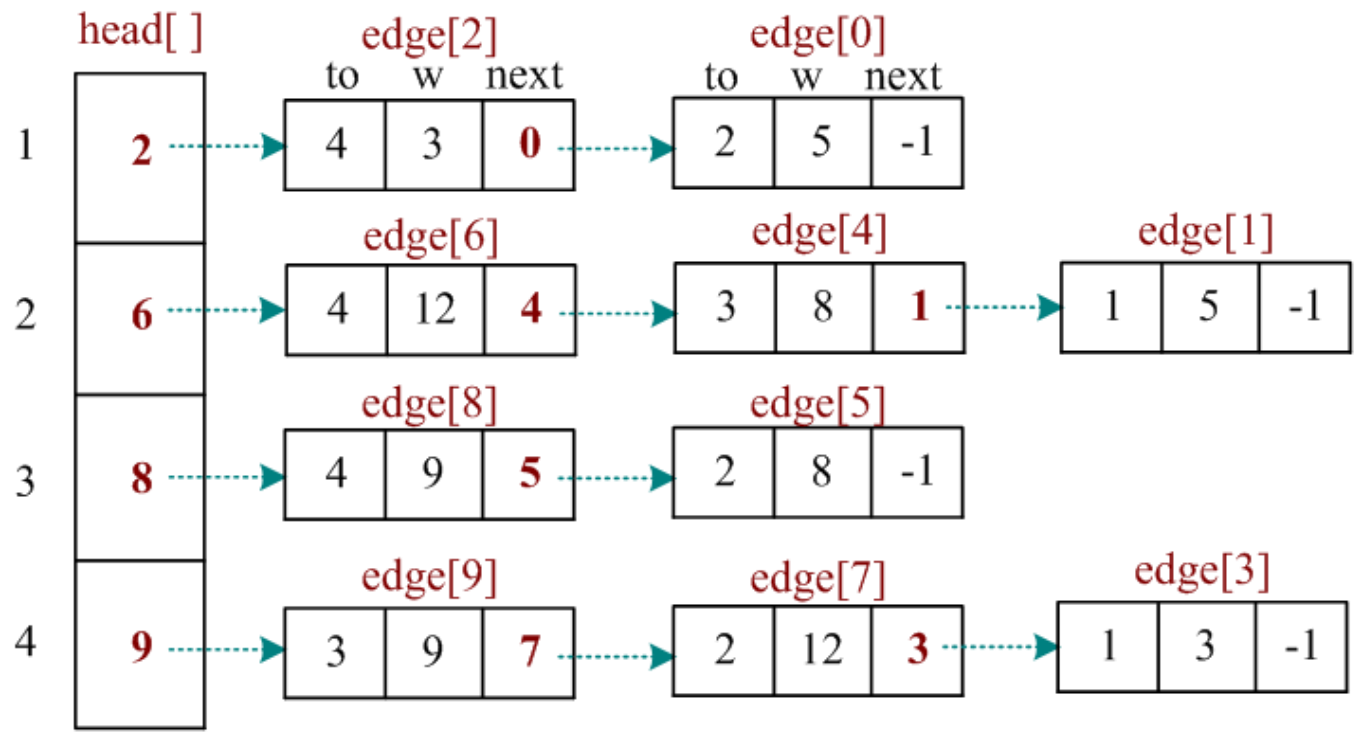 head[ ] edge[2] edge[0]
to w next to w next
1 2 4 3 0 2 5 -1
edge[6] edge[4] edge[1]
2 6 4 12 4 3 8 1 1 5 -1
edge[8] edge[5]
3 8 4 9 5 2 8 -1
edge[9] edge[7] edge[3]
4 9 3 9 7 2 12 3 1 3 -1